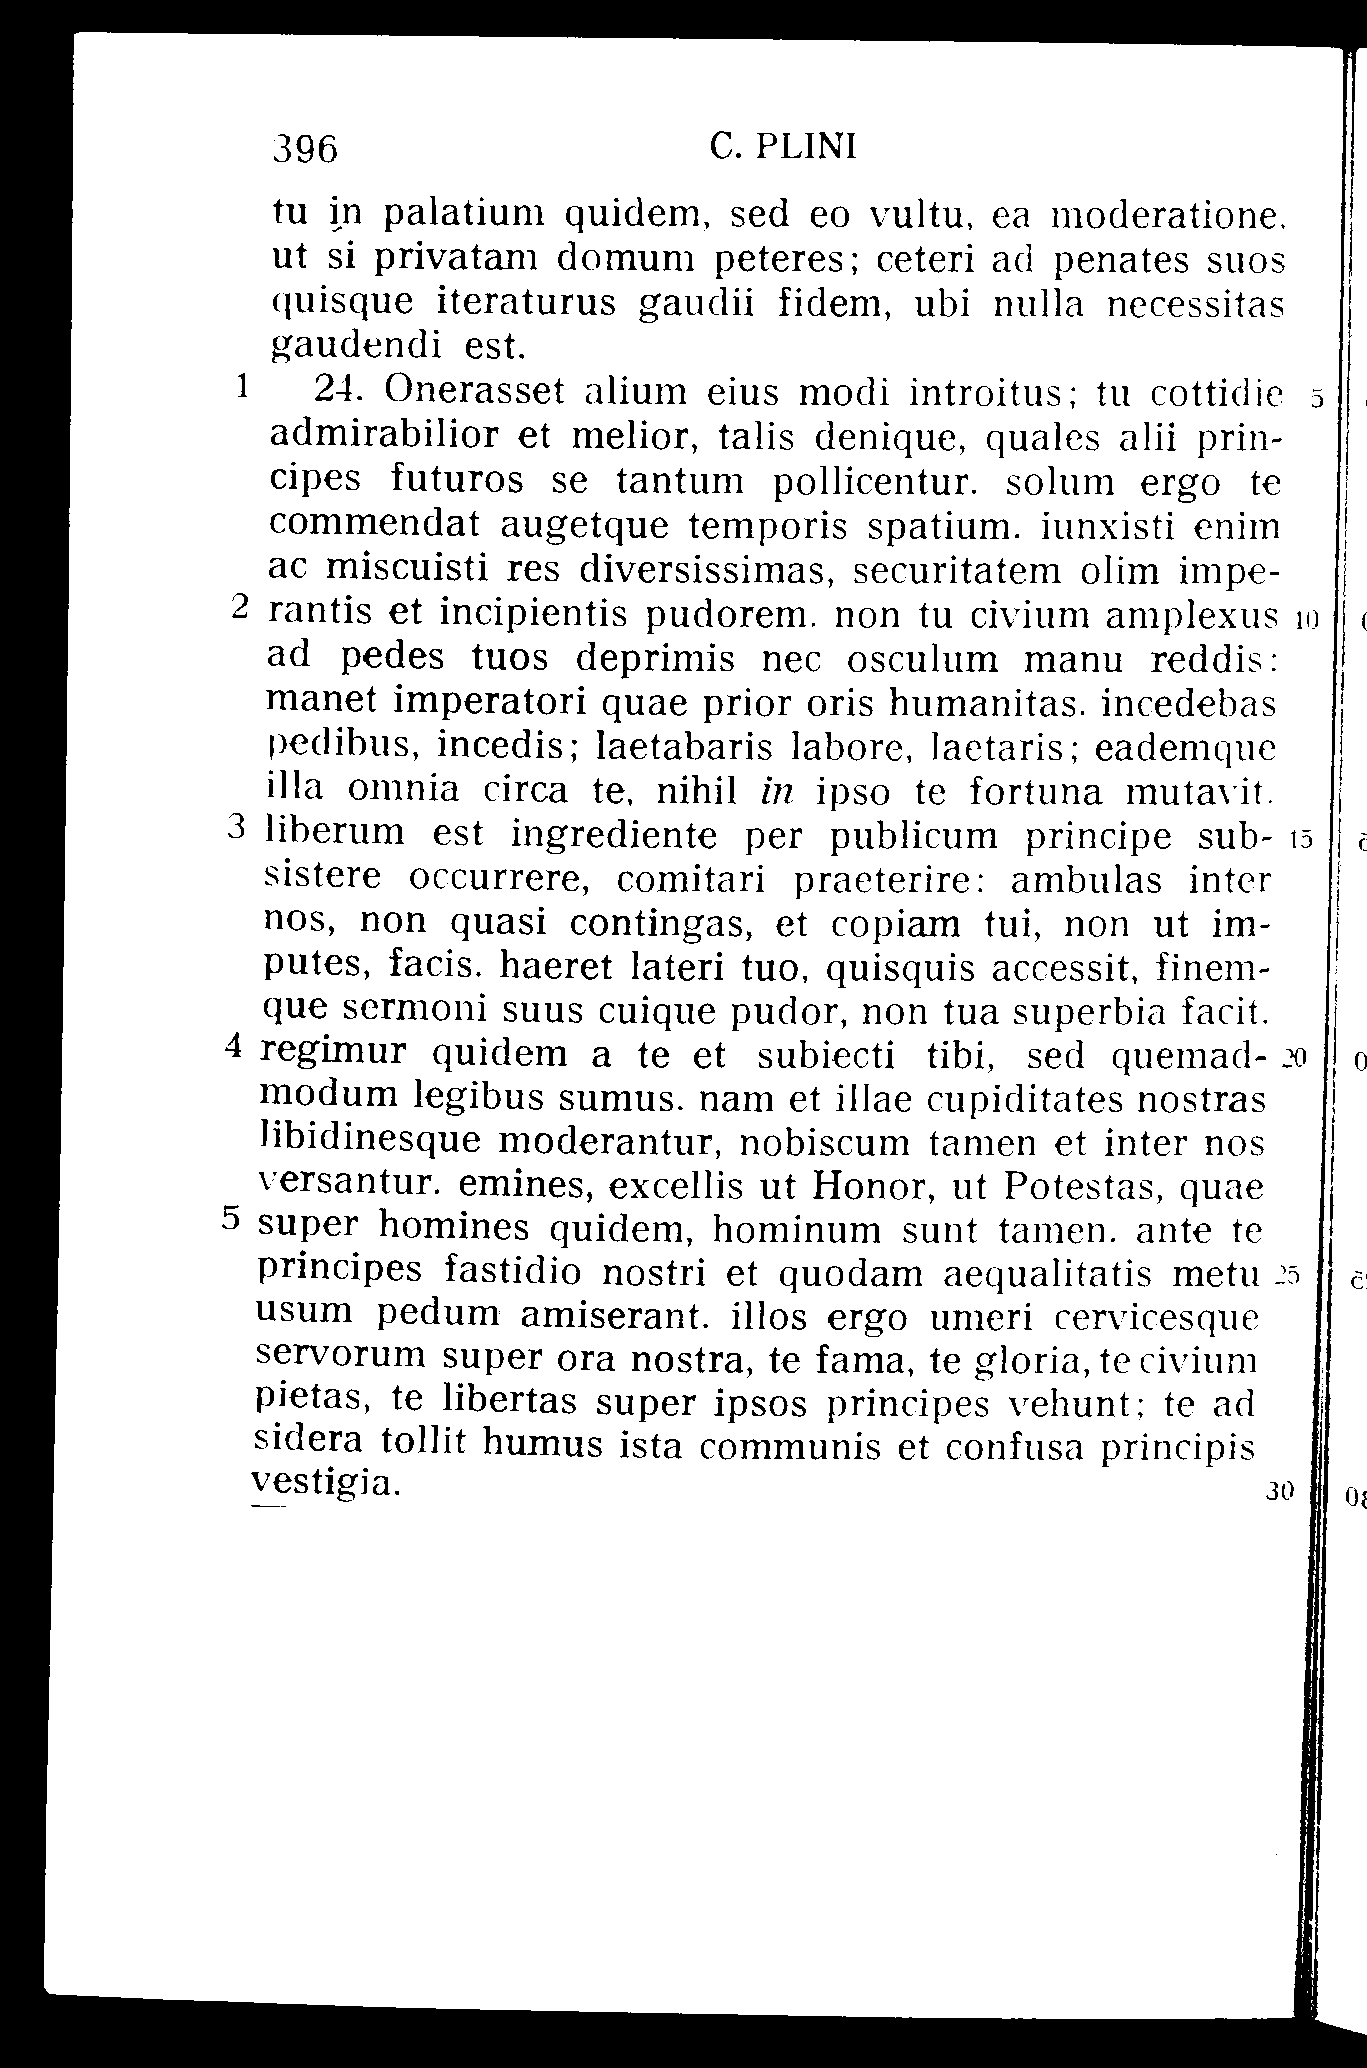 396 C. PLINI
tu in palatium quidem, sed eo vultu, ea moderatione,
ut si privatam domum peteres; ceteri ad penates suos
quisque iteraturus gaudii fidem, ubi nulla necessitas
gaudendi est.
1 24. Onerasset alium eius modi introitus; tu cottidie 5
admirabilior et melior, talis denique, quales alii prin-
cipes futuros se tantum pollicentur. solum ergo te
commendat augetque temporis spatium. iunxisti enim
ac miscuisti res diversissimas, securitatem olim impe-
2 rantis et incipientis pudorem. non tu civium amplexus 10
ad pedes tuos deprimis nec osculum manu reddis:
manet imperatori quae prior oris humanitas. incedebas
pedibus, incedis; laetabaris labore, laetaris; eademque
illa omnia circa te, nihil in ipso te fortuna mutavit.
3 liberum est ingrediente per publicum principe sub- 15
sistere occurrere, comitari praeterire: ambulas inter
nos, non quasi contingas, et copiam tui, non ut im-
putes, facis. haeret lateri tuo, quisquis accessit, finem-
que sermoni suus cuique pudor, non tua superbia facit.
4 regimur quidem a te et subiecti tibi, sed quemad- 20
modum legibus sumus. nam et illae cupiditates nostras
libidinesque moderantur, nobiscum tamen et inter nos
versantur. emines, excellis ut Honor, ut Potestas, quae
5 super homines quidem, hominum sunt tamen. ante te
principes fastidio nostri et quodam aequalitatis metu 25
usum pedum amiserant. illos ergo umeri cervicesque
servorum super ora nostra, te fama, te gloria, te civium
pietas, te libertas super ipsos principes vehunt; te ad
sidera tollit humus ista communis et confusa principis
vestigia. 30